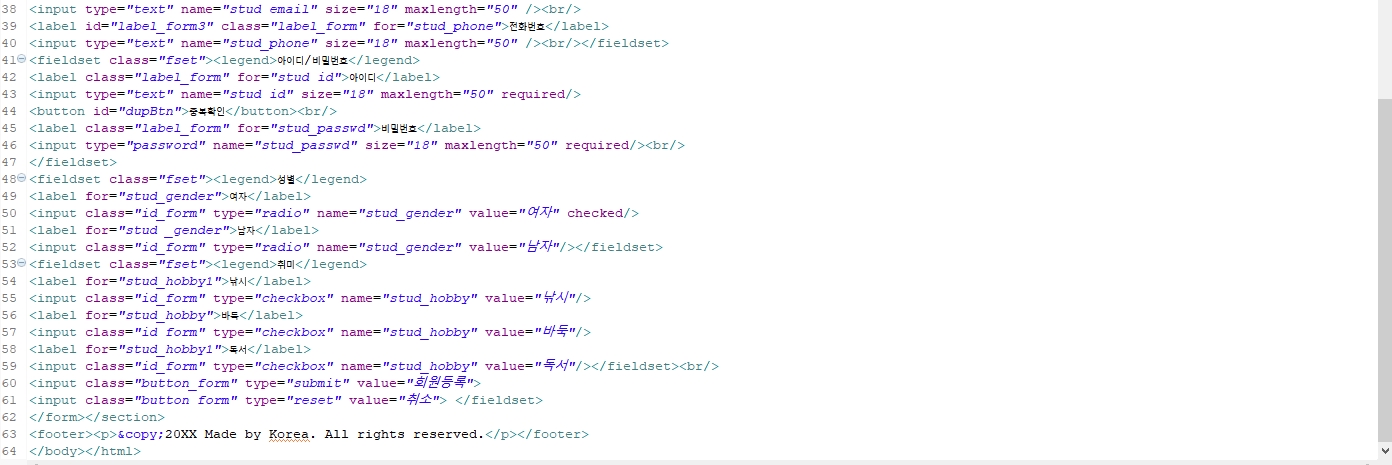 38 <input type="text" name="stud email" size="18" maxlength="50" /><br/>
39 <label id="label_form3" class="label_form" for="stud_phone">전화번호</label>
40 <input type="text" name="stud_phone" size="18" maxlength="50" /><br/></fieldset>
41 <fieldset class="fset"><legend>아이디/비밀번호</legend>
42 <label class="label_form" for="stud id">아이디</label>
43 <input type="text" name="stud id" size="18" maxlength="50" required/>
44 <button id="dupBtn">중복확인</button><br/>
45 <label class="label_form" for="stud_passwd">비밀번호</label>
46 <input type="password" name="stud_passwd" size="18" maxlength="50" required/><br/>
47 </fieldset>
48 <fieldset class="fset"><legend>성별</legend>
49 <label for="stud_gender">여자</label>
50 <input class="id_form" type="radio" name="stud_gender" value="여자" checked/>
51 <label for="stud _gender">남자</label>
52 <input class="id_form" type="radio" name="stud_gender" value="남자"/></fieldset>
53 <fieldset class="fset"><legend>취미</legend>
54 <label for="stud_hobby1">낚시</label>
55 <input class="id_form" type="checkbox" name="stud_hobby" value="낚시"/>
56 <label for="stud_hobby">바둑</label>
57 <input class="id_form" type="checkbox" name="stud_hobby" value="바둑"/>
58 <label for="stud_hobby1">독서</label>
59 <input class="id_form" type="checkbox" name="stud_hobby" value="독서"/></fieldset><br/>
60 <input class="button_form" type="submit" value="회원등록">
61 <input class="button form" type="reset" value="취소"> </fieldset>
62 </form></section>
63 <footer><p>&copy;20XX Made by Korea. All rights reserved.</p></footer>
64 </body></html>